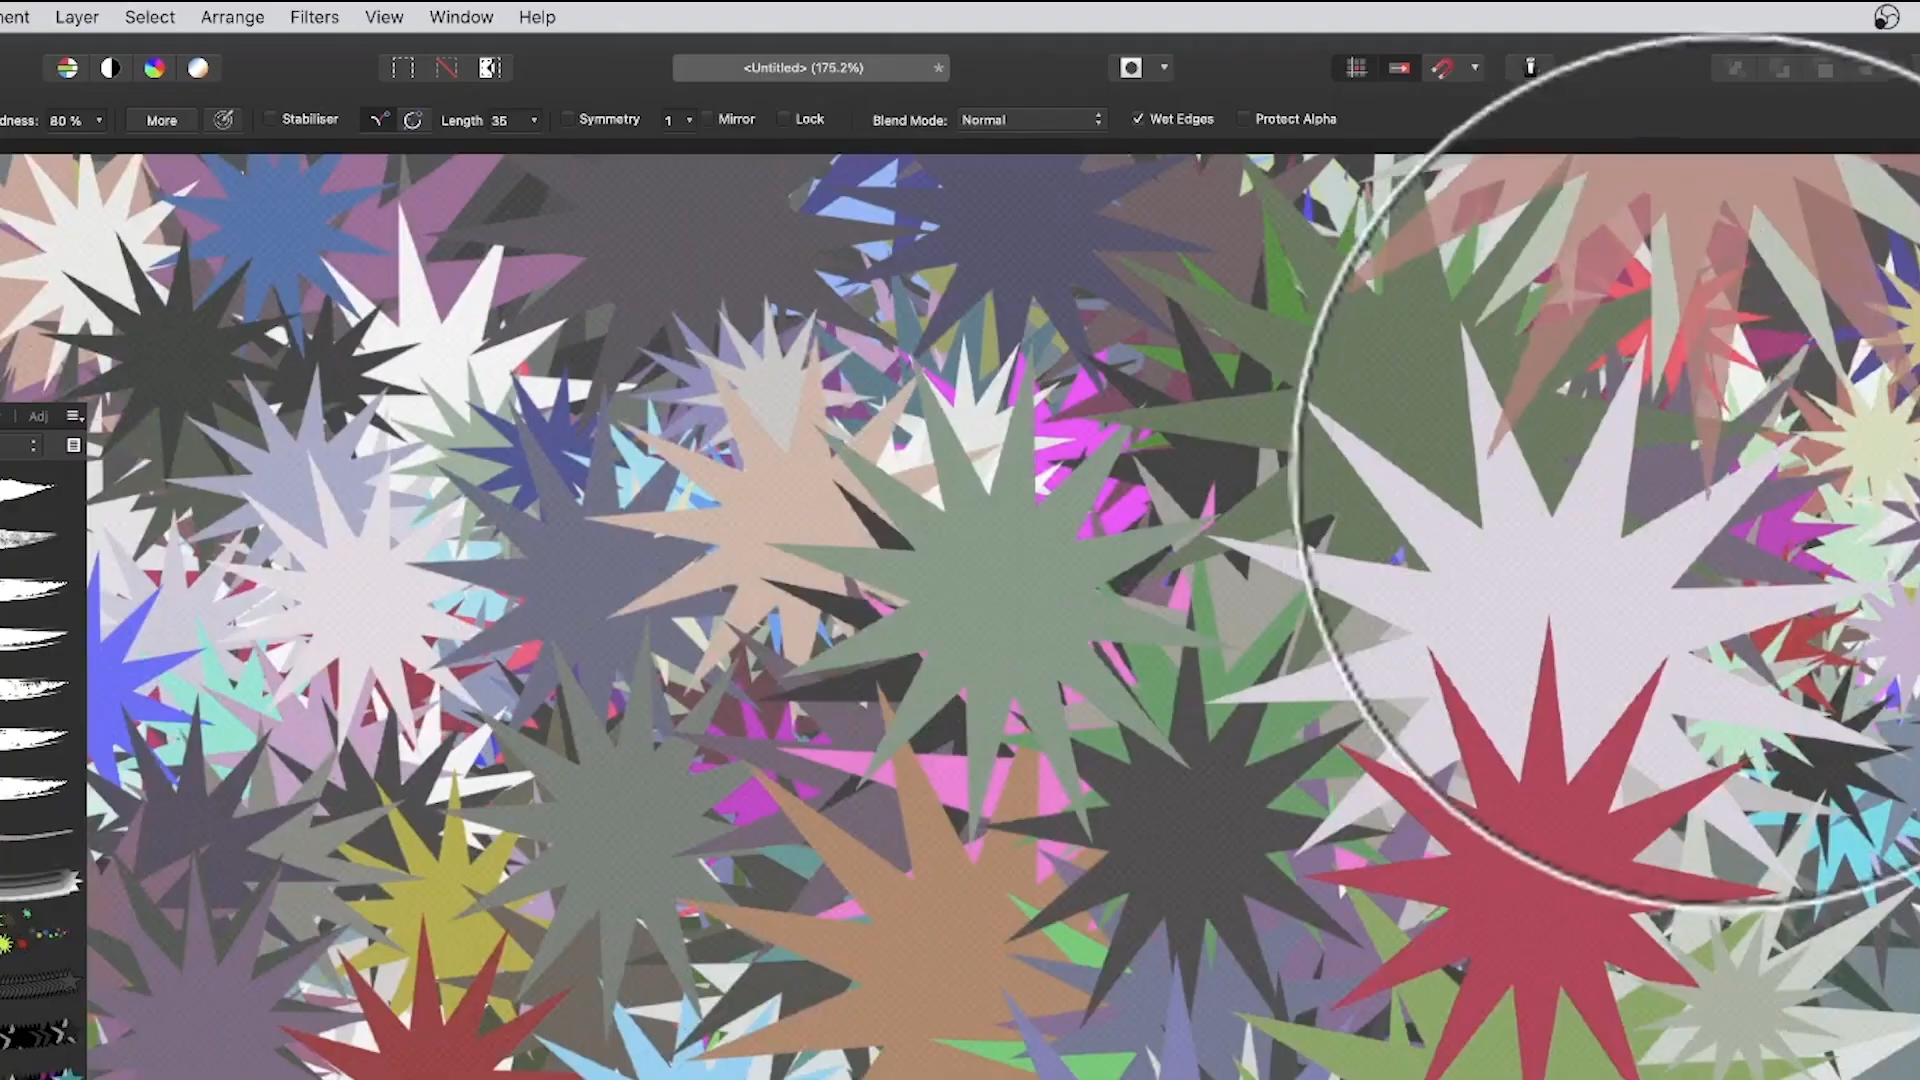 ment Layer Select Arrange Filters View Window Help
<Untitled> (175.2%) *
dness: 80 % More Stabiliser Length 35 Symmetry 1 Mirror Lock Blend Mode: Normal Wet Edges Protect Alpha
Adj